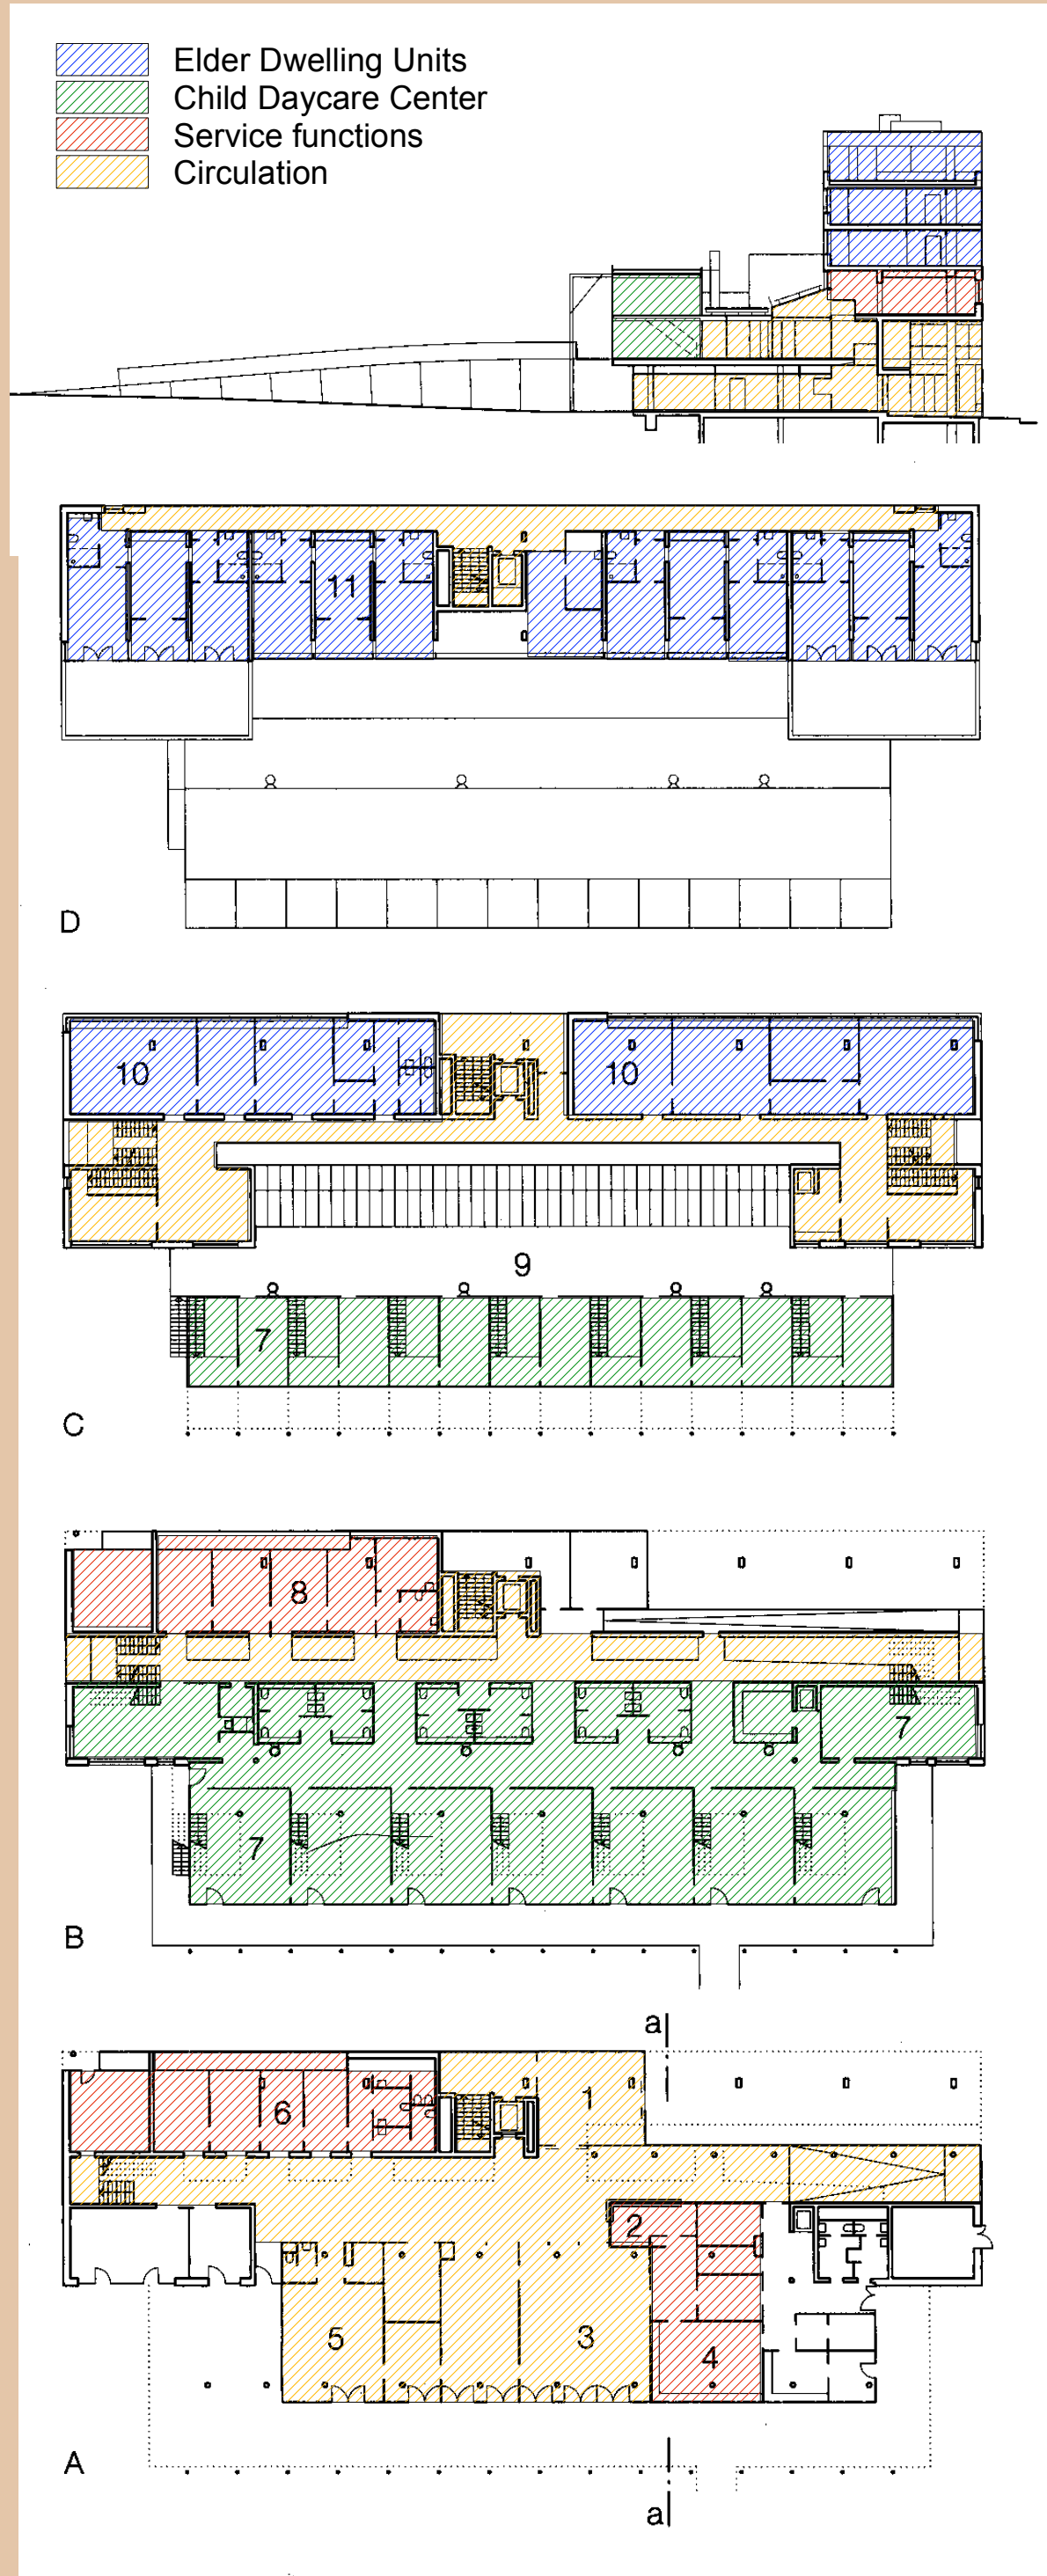 Elder Dwelling Units
Child Daycare Center
Service functions
Circulation
11
D
10 10
9
7
C
8
7
7
B
a
1
6
2
5 3
4
A
a